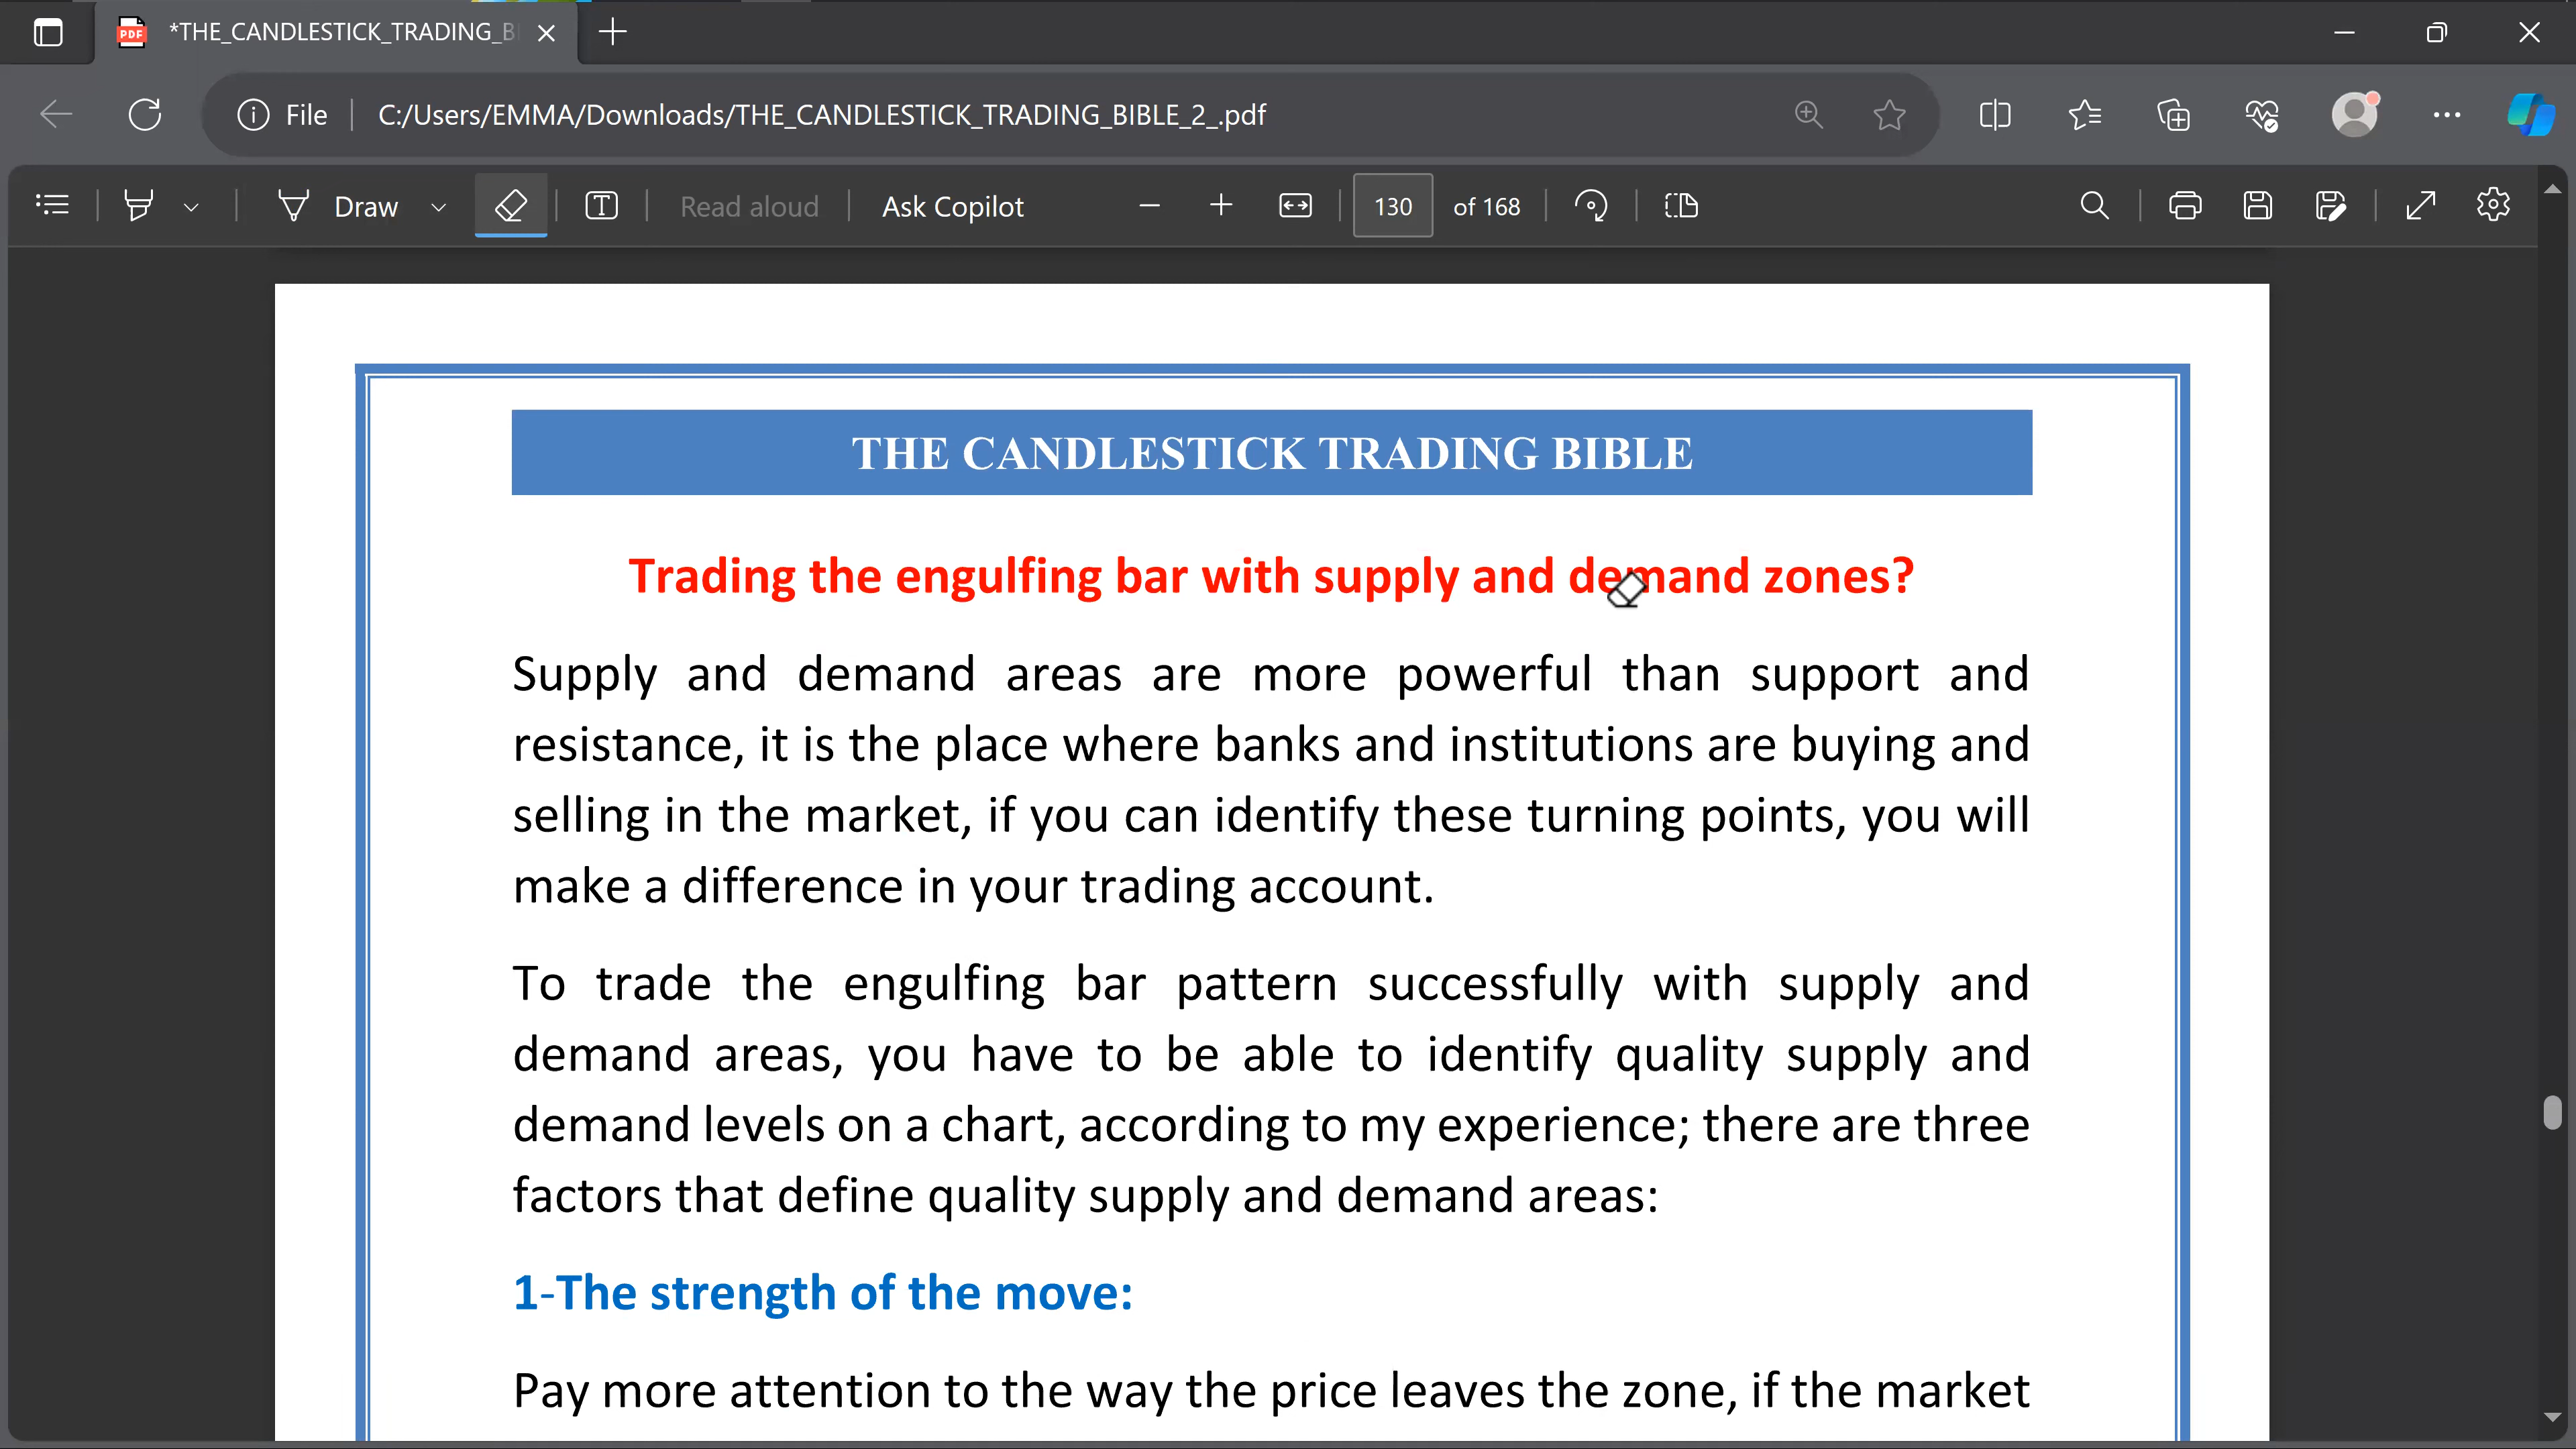 *THE_CANDLESTICK_TRADING_B
File
C:/Users/EMMA/Downloads/THE_CANDLESTICK_TRADING_BIBLE_2_.pdf
Draw
Read aloud
Ask Copilot
130 of 168
THE CANDLESTICK TRADING BIBLE
Trading the engulfing bar with supply and demand zones?
Supply and demand areas are more powerful than support and
resistance, it is the place where banks and institutions are buying and
selling in the market, if you can identify these turning points, you will
make a difference in your trading account.
To trade the engulfing bar pattern successfully with supply and
demand areas, you have to be able to identify quality supply and
demand levels on a chart, according to my experience; there are three
factors that define quality supply and demand areas:
1-The strength of the move:
Pay more attention to the way the price leaves the zone, if the market